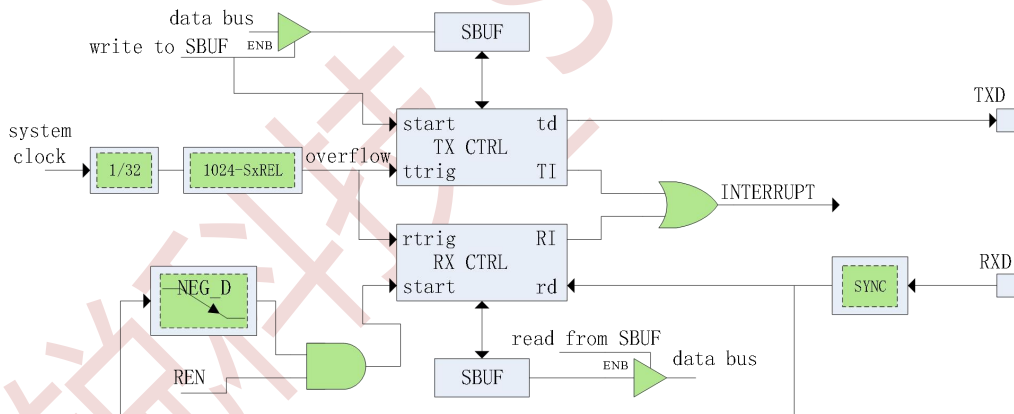 data bus
write to SBUF
ENB
SBUF
TXD
system
clock
1/32
1024-SxREL
overflow
start
td
TX CTRL
ttrig
TI
INTERRUPT
rtrig
RI
RX CTRL
start
rd
NEG_D
SYNC
RXD
REN
SBUF
read from SBUF
ENB
data bus
科技